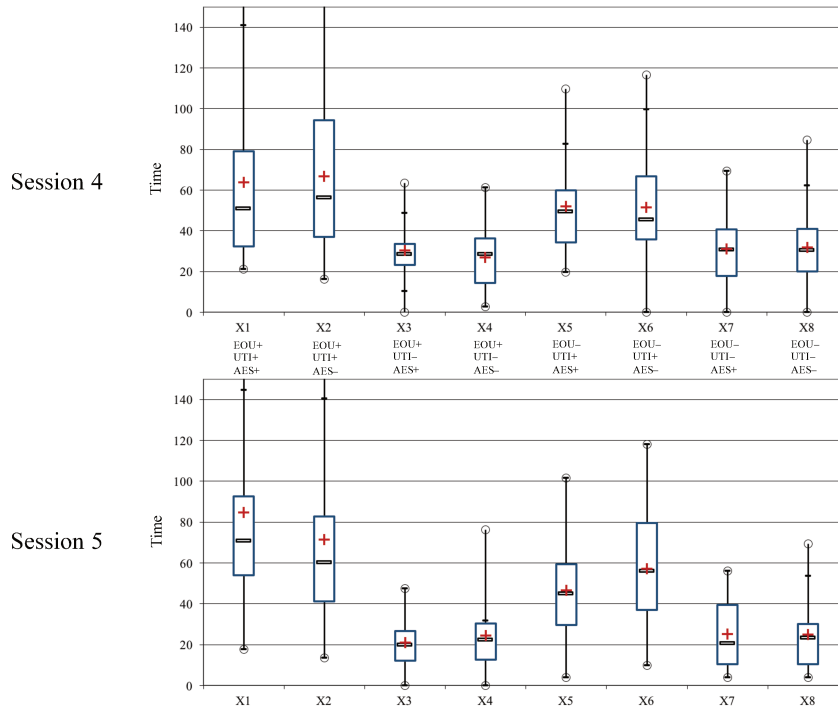 Session 4
Time
140
120
100
80
60
40
20
0
X1 X2 X3 X4 X5 X6 X7 X8
EOU+ EOU+ EOU+ EOU+ EOU– EOU– EOU– EOU–
UTI+ UTI+ UTI– UTI– UTI+ UTI+ UTI– UTI–
AES+ AES– AES+ AES– AES+ AES– AES+ AES–
Session 5
Time
140
120
100
80
60
40
20
0
X1 X2 X3 X4 X5 X6 X7 X8